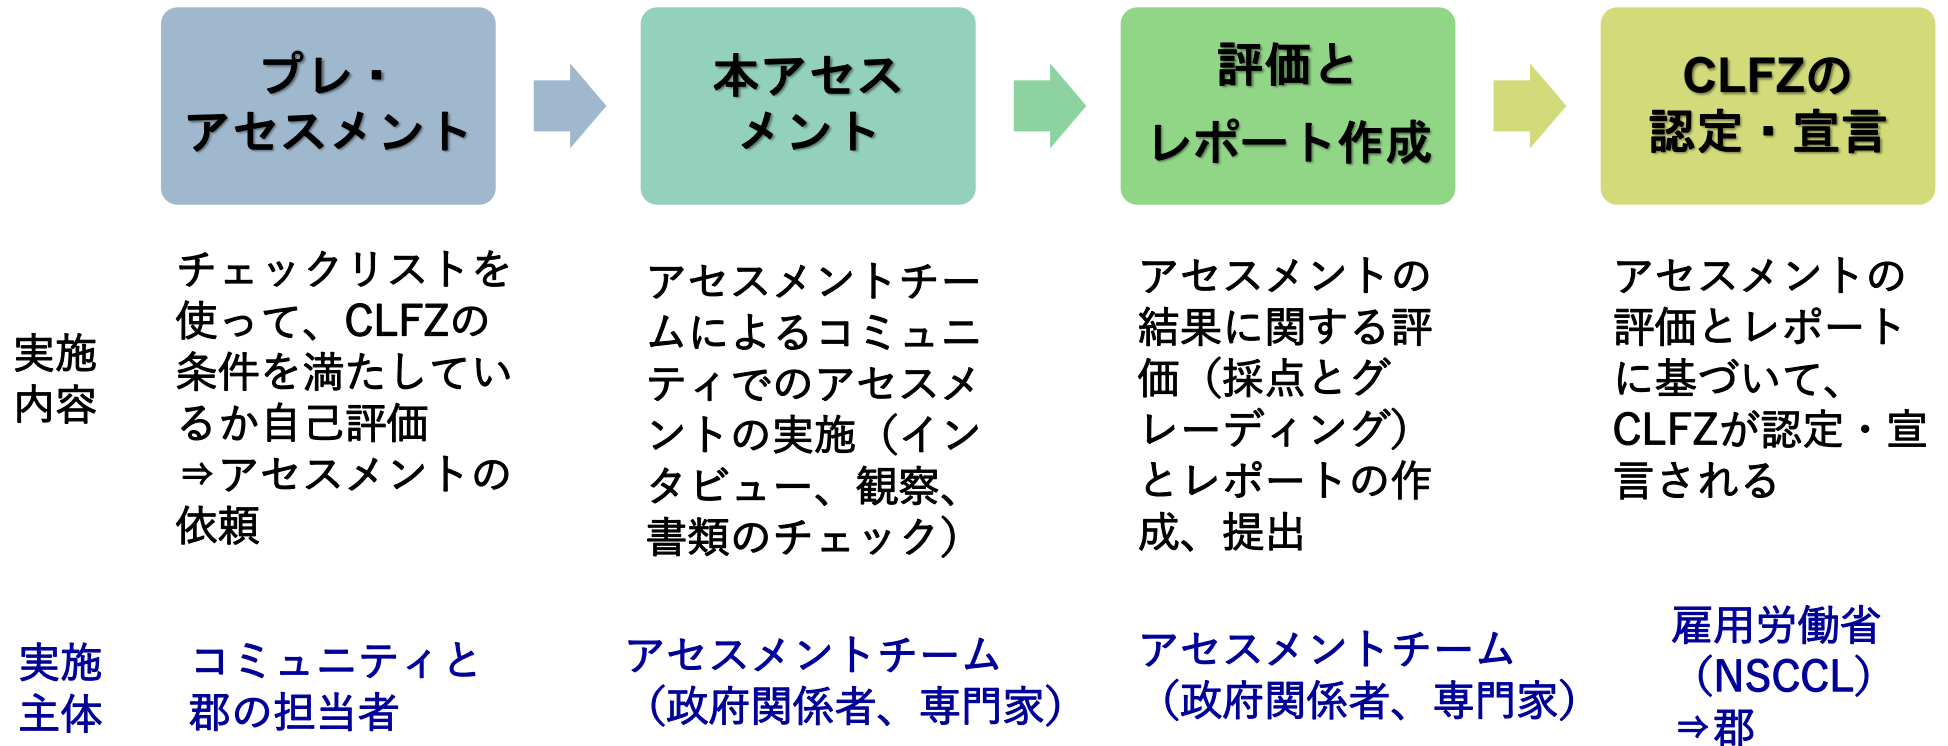 プレ・
アセスメント
本アセス
メント
評価と
レポート作成
CLFZの
認定・宣言
実施
内容
チェックリストを
使って、CLFZの
条件を満たしてい
るか自己評価
⇒アセスメントの
依頼
アセスメントチー
ムによるコミュニ
ティでのアセスメ
ントの実施（イン
タビュー、観察、
書類のチェック）
アセスメントの
結果に関する評
価（採点とグ
レーディング）
とレポートの作
成、提出
アセスメントの
評価とレポート
に基づいて、
CLFZが認定・宣
言される
実施
主体
コミュニティと
郡の担当者
アセスメントチーム
（政府関係者、専門家）
アセスメントチーム
（政府関係者、専門家）
雇用労働省
（NSCCL）
⇒郡